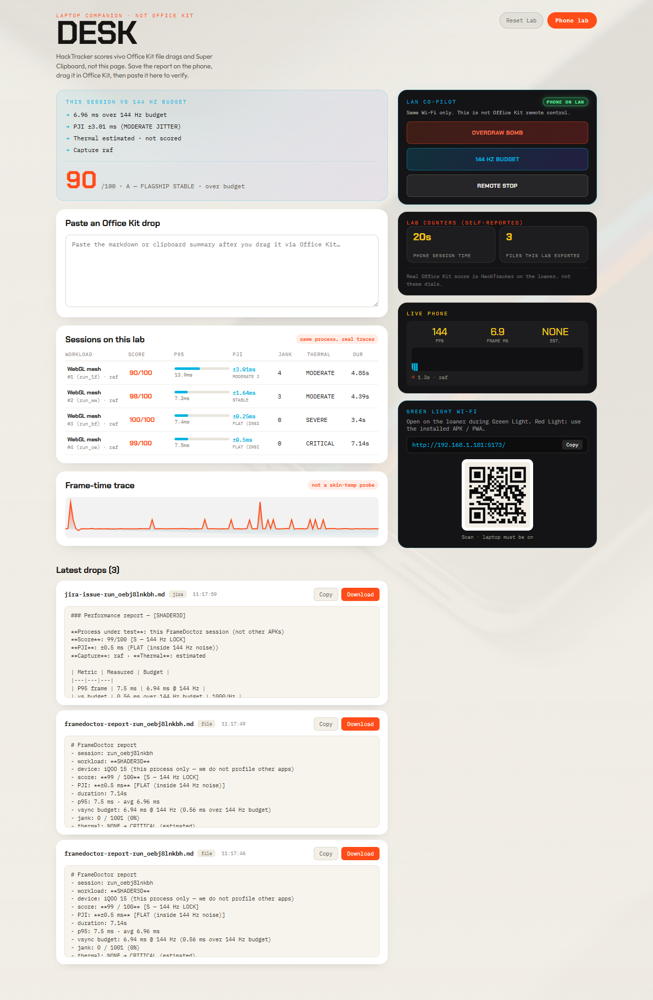 LAPTOP COMPANION · NOT OFFICE KIT
DESK
HackTracker scores vivo Office Kit file drags and Super
Clipboard, not this page. Save the report on the phone,
drag it in Office Kit, then paste it here to verify.
Reset Lab
Phone lab
THIS SESSION VS 144 HZ BUDGET
→ 6.96 ms over 144 Hz budget
→ PJI ±3.01 ms (MODERATE JITTER)
→ Thermal estimated · not scored
→ Capture raf
90 /100 · A — FLAGSHIP STABLE · over budget
Paste an Office Kit drop
Paste the markdown or clipboard summary after you drag it via Office Kit…
Sessions on this lab
same process, real traces
WORKLOAD SCORE P95 PJI JANK THERMAL DUR
WebGL mesh
#1 (run_1f) · raf
90/100
13.9ms
±3.01ms
MODERATE J
4
MODERATE
4.85s
WebGL mesh
#2 (run_ww) · raf
98/100
7.2ms
±1.64ms
STABLE
3
MODERATE
4.39s
WebGL mesh
#3 (run_bf) · raf
100/100
7.4ms
±0.25ms
FLAT (INSI
0
SEVERE
3.4s
WebGL mesh
#4 (run_oe) · raf
99/100
7.5ms
±0.5ms
FLAT (INSI
0
CRITICAL
7.14s
Frame-time trace
not a skin-temp probe
LAN CO-PILOT
PHONE ON LAN
Same Wi-Fi only. This is not Office Kit remote control.
OVERDRAW BOMB
144 HZ BUDGET
REMOTE STOP
LAB COUNTERS (SELF-REPORTED)
20s
PHONE SESSION TIME
3
FILES THIS LAB EXPORTED
Real Office Kit score is HackTracker on the loaner, not
these dials.
LIVE PHONE
144
FPS
6.9
FRAME MS
NONE
EST.
1.3s · raf
GREEN LIGHT WI-FI
Open on the loaner during Green Light. Red Light: use
the installed APK / PWA.
http://192.168.1.181:5173/
Copy
Scan · laptop must be on
Latest drops (3)
jira-issue-run_oebj8lnkbh.md jira 11:17:59
Copy
Download
### Performance report — [SHADER3D]
**Process under test**: this FrameDoctor session (not other APKs)
**Score**: 99/100 [S — 144 Hz LOCK]
**PJI**: ±0.5 ms (FLAT (inside 144 Hz noise))
**Capture**: raf · **Thermal**: estimated
| Metric | Measured | Budget |
|---|---|---|
| P95 frame | 7.5 ms | 6.94 ms @ 144 Hz |
| vs budget | 0.56 ms over 144 Hz budget | 1000/Hz |
framedoctor-report-run_oebj8lnkbh.md file 11:17:49
Copy
Download
# FrameDoctor report
- session: run_oebj8lnkbh
- workload: **SHADER3D**
- device: iQOO 15 (this process only — we do not profile other apps)
- score: **99 / 100** [S — 144 Hz LOCK]
- PJI: **±0.5 ms** [FLAT (inside 144 Hz noise)]
- duration: 7.14s
- p95: 7.5 ms · avg 6.96 ms
- vsync budget: 6.94 ms @ 144 Hz (0.56 ms over 144 Hz budget)
- jank: 0 / 1001 (0%)
- thermal: NONE → CRITICAL (estimated)
framedoctor-report-run_oebj8lnkbh.md file 11:17:46
Copy
Download
# FrameDoctor report
- session: run_oebj8lnkbh
- workload: **SHADER3D**
- device: iQOO 15 (this process only — we do not profile other apps)
- score: **99 / 100** [S — 144 Hz LOCK]
- PJI: **±0.5 ms** [FLAT (inside 144 Hz noise)]
- duration: 7.14s
- p95: 7.5 ms · avg 6.96 ms
- vsync budget: 6.94 ms @ 144 Hz (0.56 ms over 144 Hz budget)
- jank: 0 / 1001 (0%)
- thermal: NONE → CRITICAL (estimated)